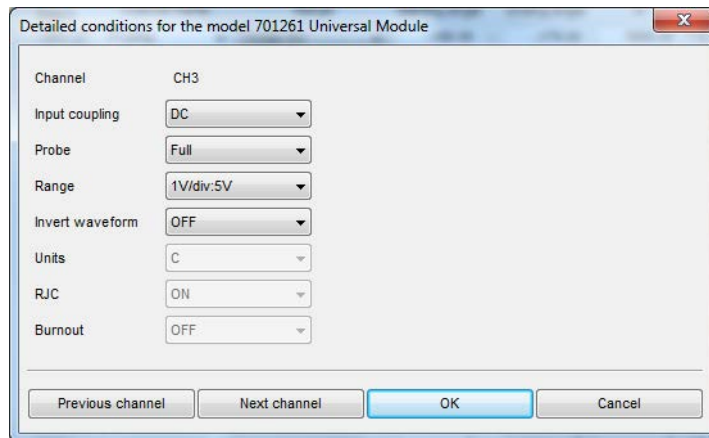 Detailed conditions for the model 701261 Universal Module
Channel CH3
Input coupling DC
Probe Full
Range 1V/div:5V
Invert waveform OFF
Units C
RJC ON
Burnout OFF
Previous channel Next channel OK Cancel